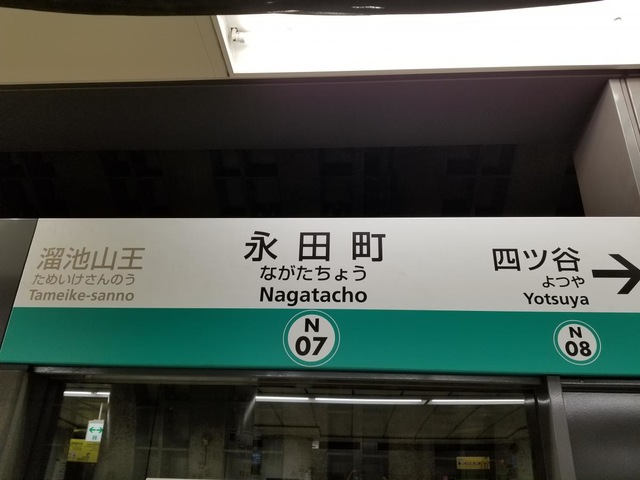 溜池山王
ためいけさんのう
Tameike-sanno
永田町
ながたちょう
Nagatacho
N
07
四ツ谷
よつや
Yotsuya
N
08